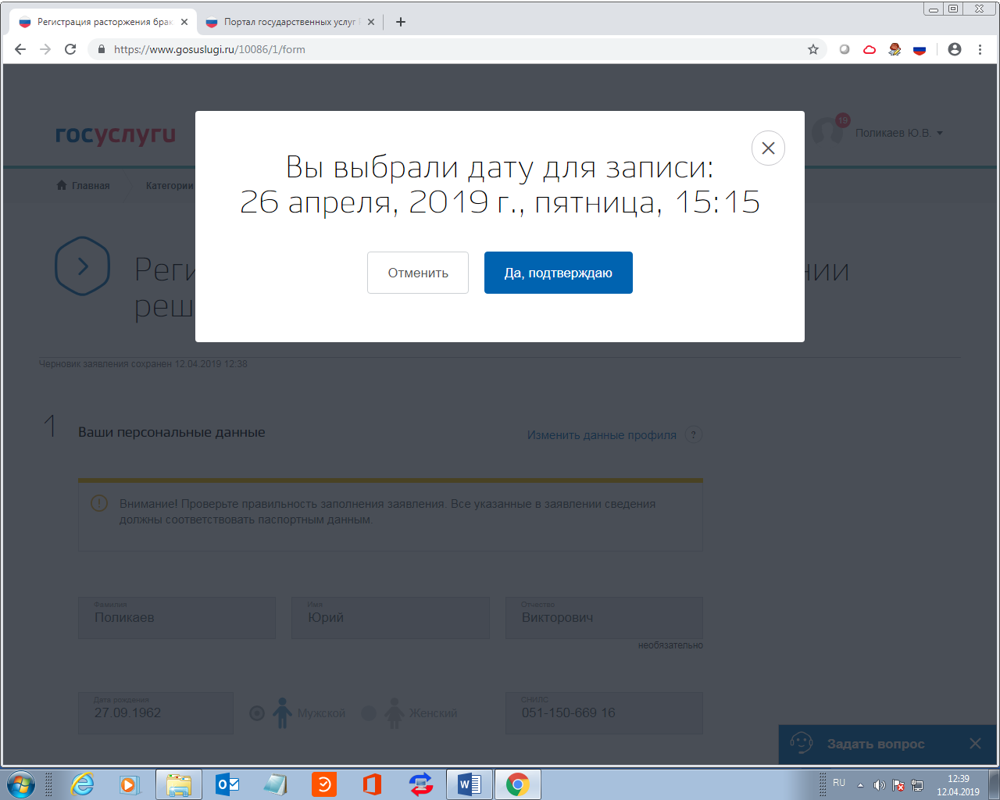 Регистрация расторжения брак
Портал государственных услуг
https://www.gosuslugi.ru/10086/1/form
госуслуги
19
Поликаев Ю.В.
Главная
Категории
Вы выбрали дату для записи:
26 апреля, 2019 г., пятница, 15:15
Отменить
Да, подтверждаю
Реги
нии
реш
Черновик заявления сохранен 12.04.2019 12:38
1
Ваши персональные данные
Изменить данные профиля
?
Внимание! Проверьте правильность заполнения заявления. Все указанные в заявлении сведения
должны соответствовать паспортным данным.
Фамилия
Поликаев
Имя
Юрий
Отчество
Викторович
необязательно
Дата рождения
27.09.1962
Мужской
Женский
СНИЛС
051-150-669 16
Задать вопрос
RU
12:39
12.04.2019